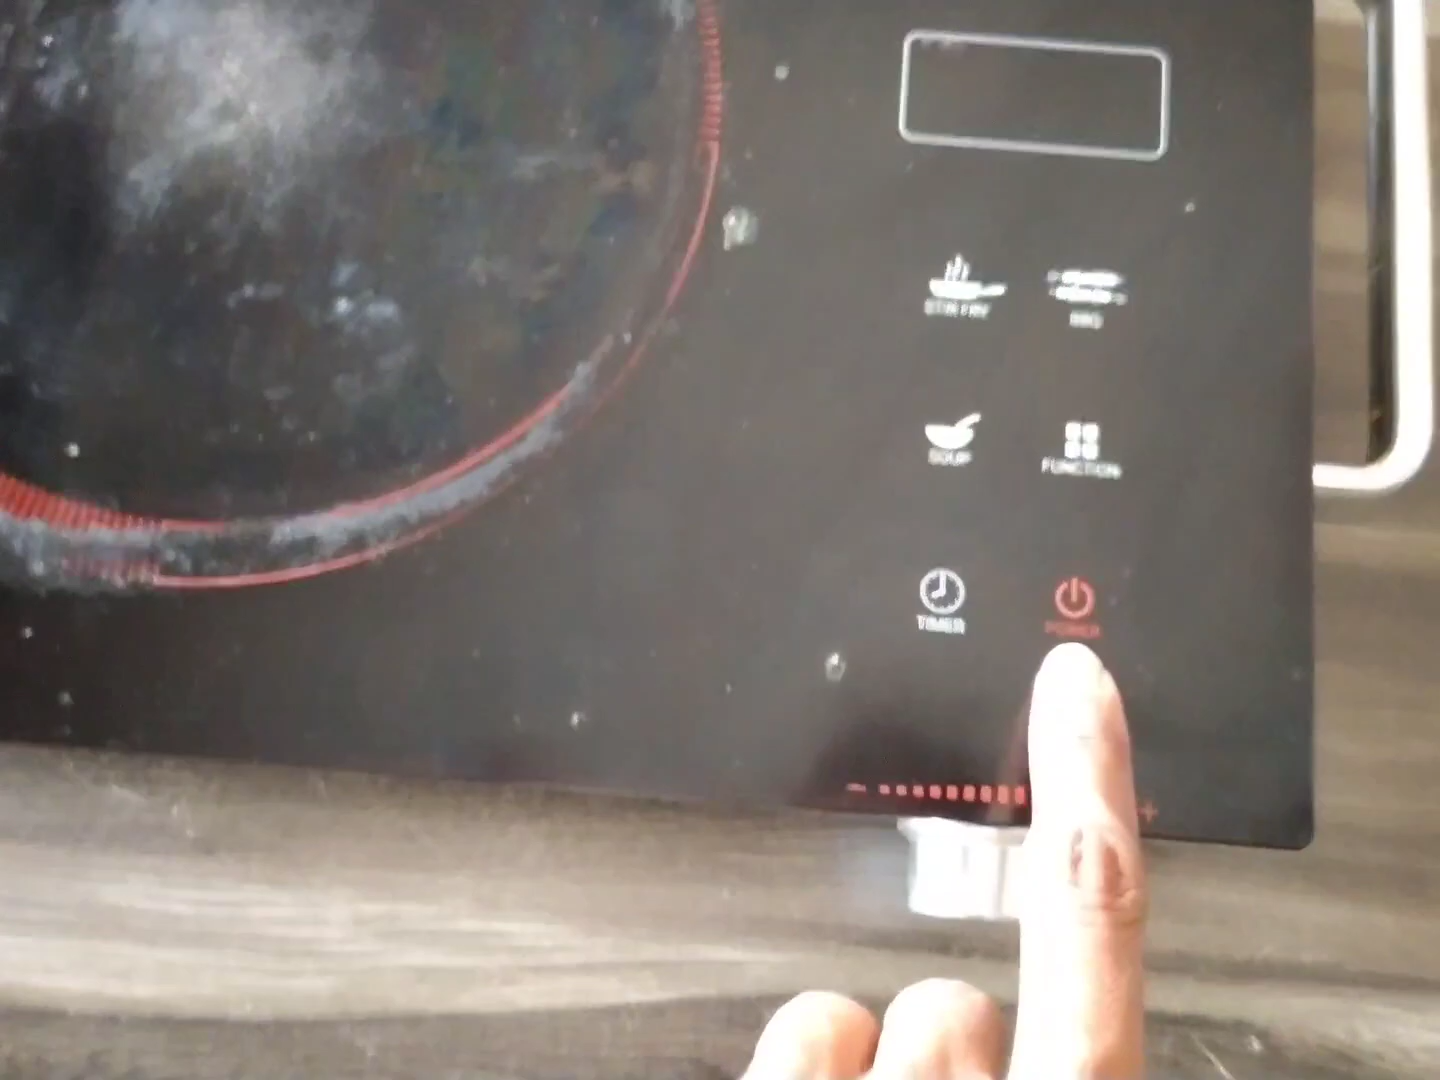 STIR FRY
BBQ
SOUP
FUNCTION
TIMER
POWER
- +